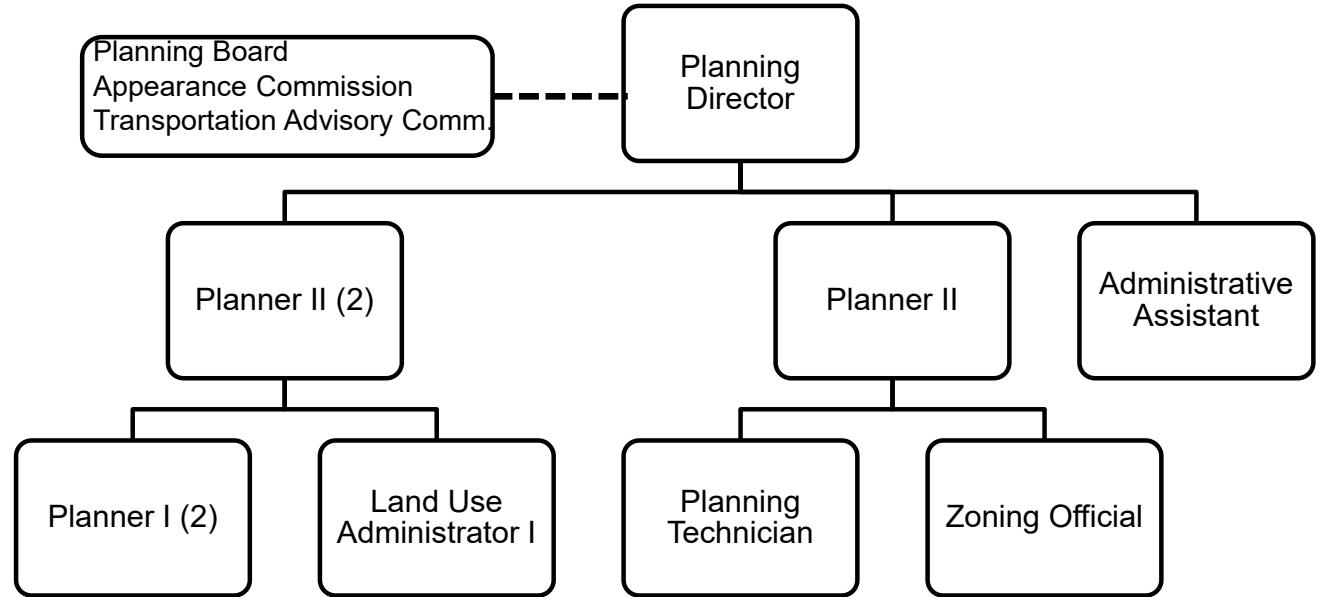 Planning Board
Appearance Commission
Transportation Advisory Comm.
Planning
Director
Planner II (2)
Planner II
Administrative
Assistant
Planner I (2)
Land Use
Administrator I
Planning
Technician
Zoning Official